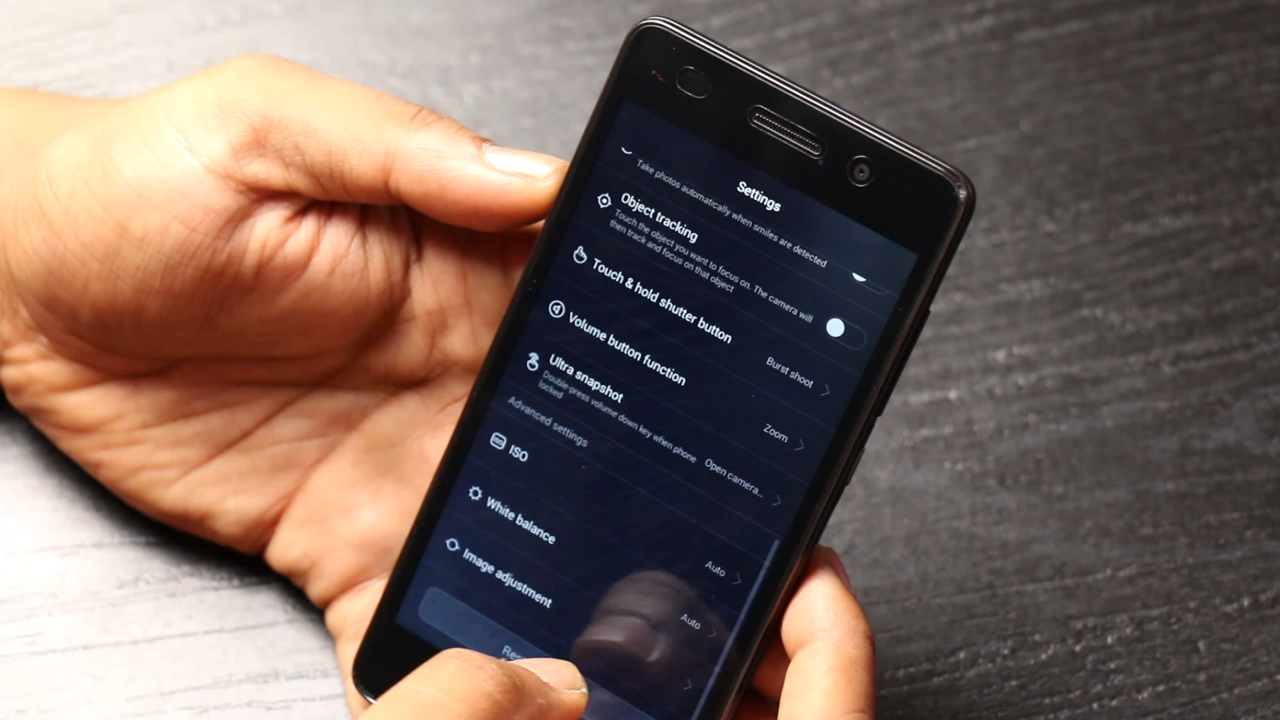 Settings
Take photos automatically when smiles are detected
Object tracking
Touch the object you want to focus on. The camera will
then track and focus on that object
Touch & hold shutter button
Burst shoot
Volume button function
Zoom
Ultra snapshot
Double-press volume down key when phone
locked
Open camera...
Advanced settings
ISO
Auto
White balance
Auto
Image adjustment